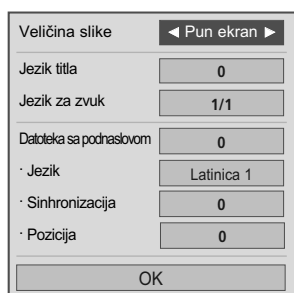 Veličina slike ◄ Pun ekran ►
Jezik titla 0
Jezik za zvuk 1/1
Datoteka sa podnaslovom 0
· Jezik Latinica 1
· Sinhronizacija 0
· Pozicija 0
OK